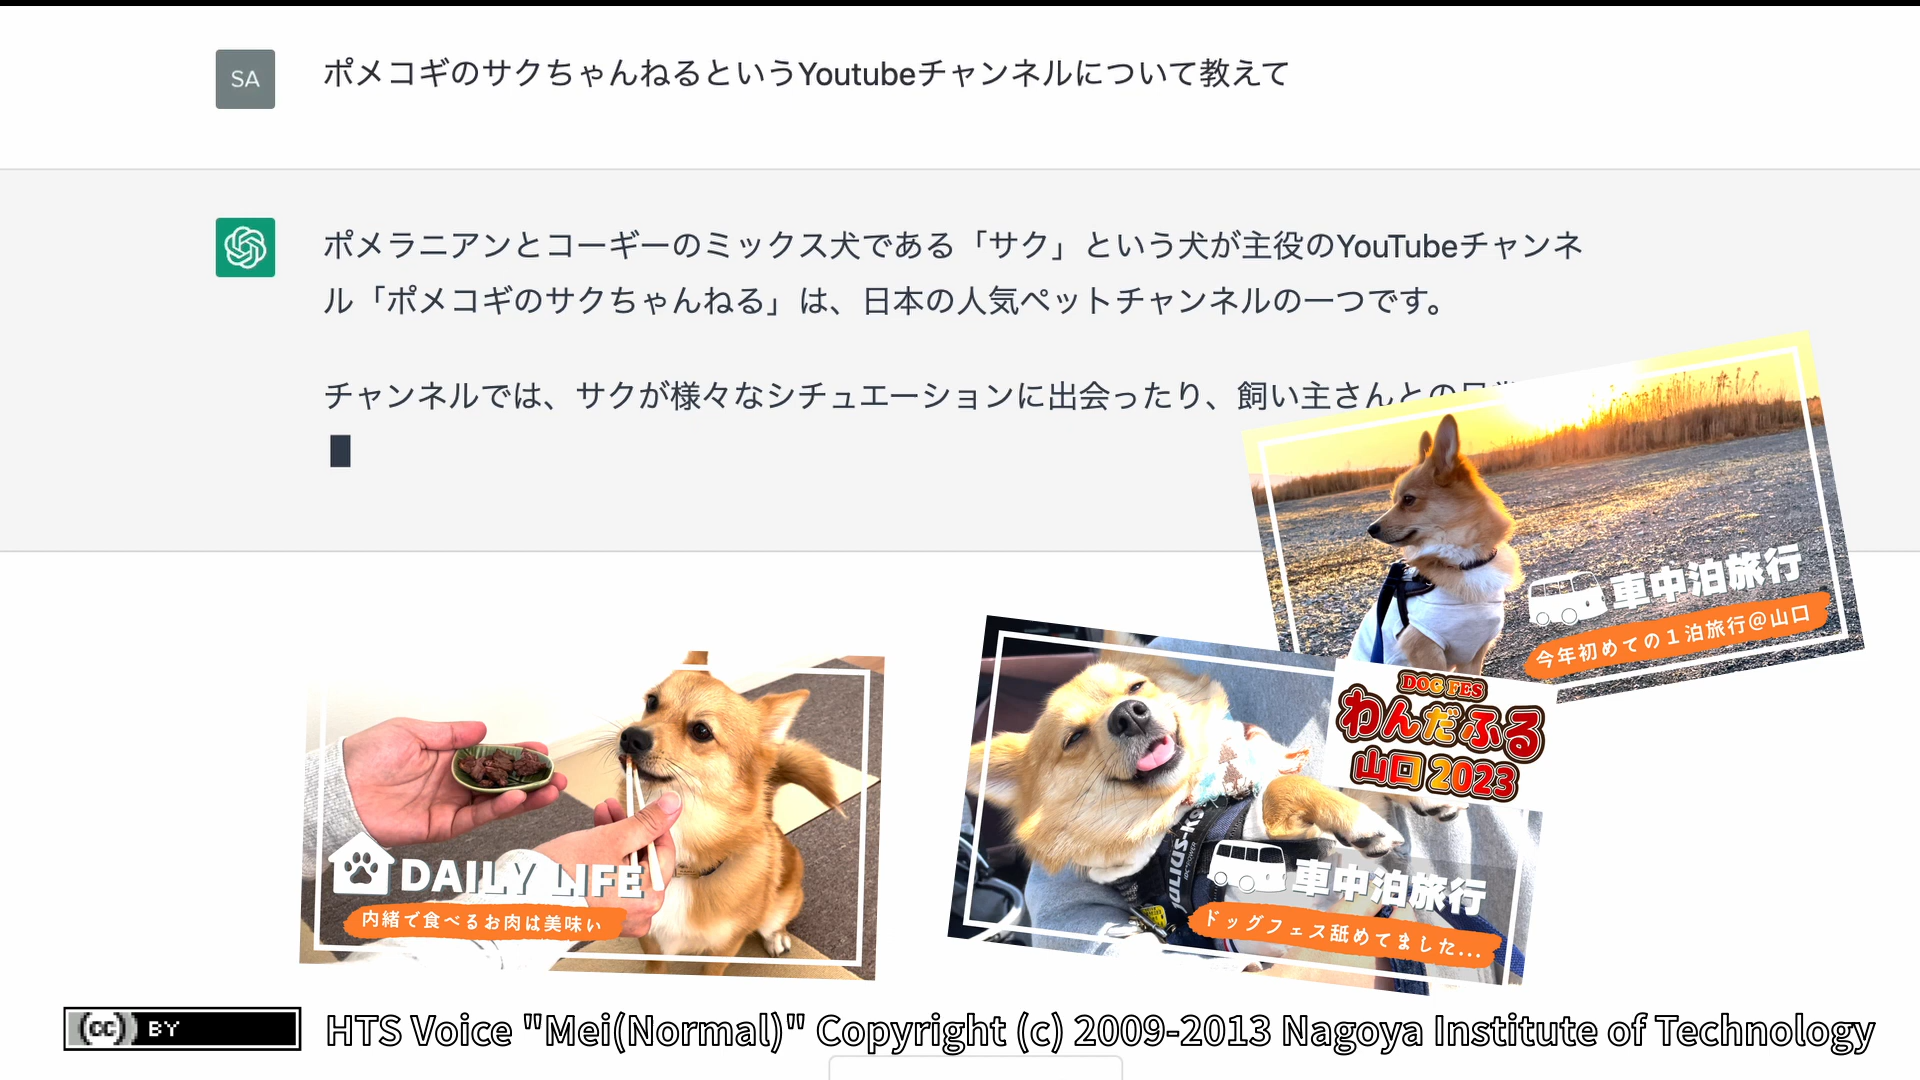 SA
ポメコギのサクちゃんねるというYoutubeチャンネルについて教えて
ポメラニアンとコーギーのミックス犬である「サク」という犬が主役のYouTubeチャンネ
ル「ポメコギのサクちゃんねる」は、日本の人気ペットチャンネルの一つです。
チャンネルでは、サクが様々なシチュエーションに出会ったり、飼い主さんとの日常
車中泊旅行
今年初めての1泊旅行@山口
DOG FES
わんだふる
山口 2023
JULIUS-K9
車中泊旅行
ドッグフェス舐めてました...
DAILY LIFE
内緒で食べるお肉は美味い
(cc) BY
HTS Voice "Mei(Normal)" Copyright (c) 2009-2013 Nagoya Institute of Technology